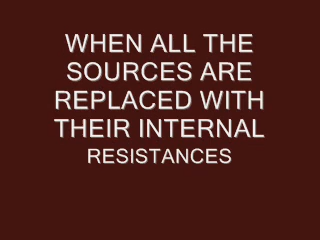 WHEN ALL THE
SOURCES ARE
REPLACED WITH
THEIR INTERNAL
RESISTANCES